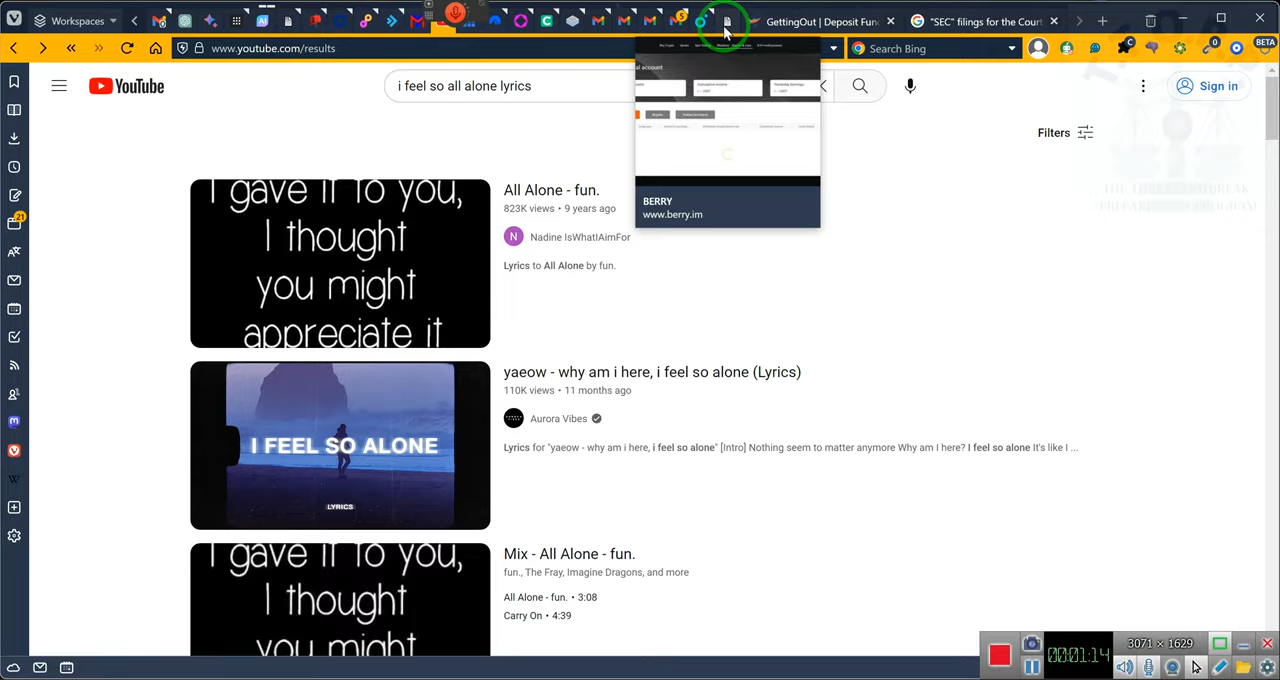 Workspaces
GettingOut | Deposit Fun
"SEC" filings for the Court
www.youtube.com/results
Search Bing
BETA
YouTube
i feel so all alone lyrics
Sign in
Filters
BERRY
www.berry.im
I gave it to you,
I thought
you might
appreciate it
All Alone - fun.
823K views • 9 years ago
N Nadine IsWhatIAimFor
Lyrics to All Alone by fun.
I FEEL SO ALONE
LYRICS
yaeow - why am i here, i feel so alone (Lyrics)
110K views • 11 months ago
Aurora Vibes
Lyrics for "yaeow - why am i here, i feel so alone" [Intro] Nothing seem to matter anymore Why am I here? I feel so alone It's like I ...
I gave it to you,
I thought
you might
Mix - All Alone - fun.
fun., The Fray, Imagine Dragons, and more
All Alone - fun. • 3:08
Carry On • 4:39
3071 × 1629
00:01:14